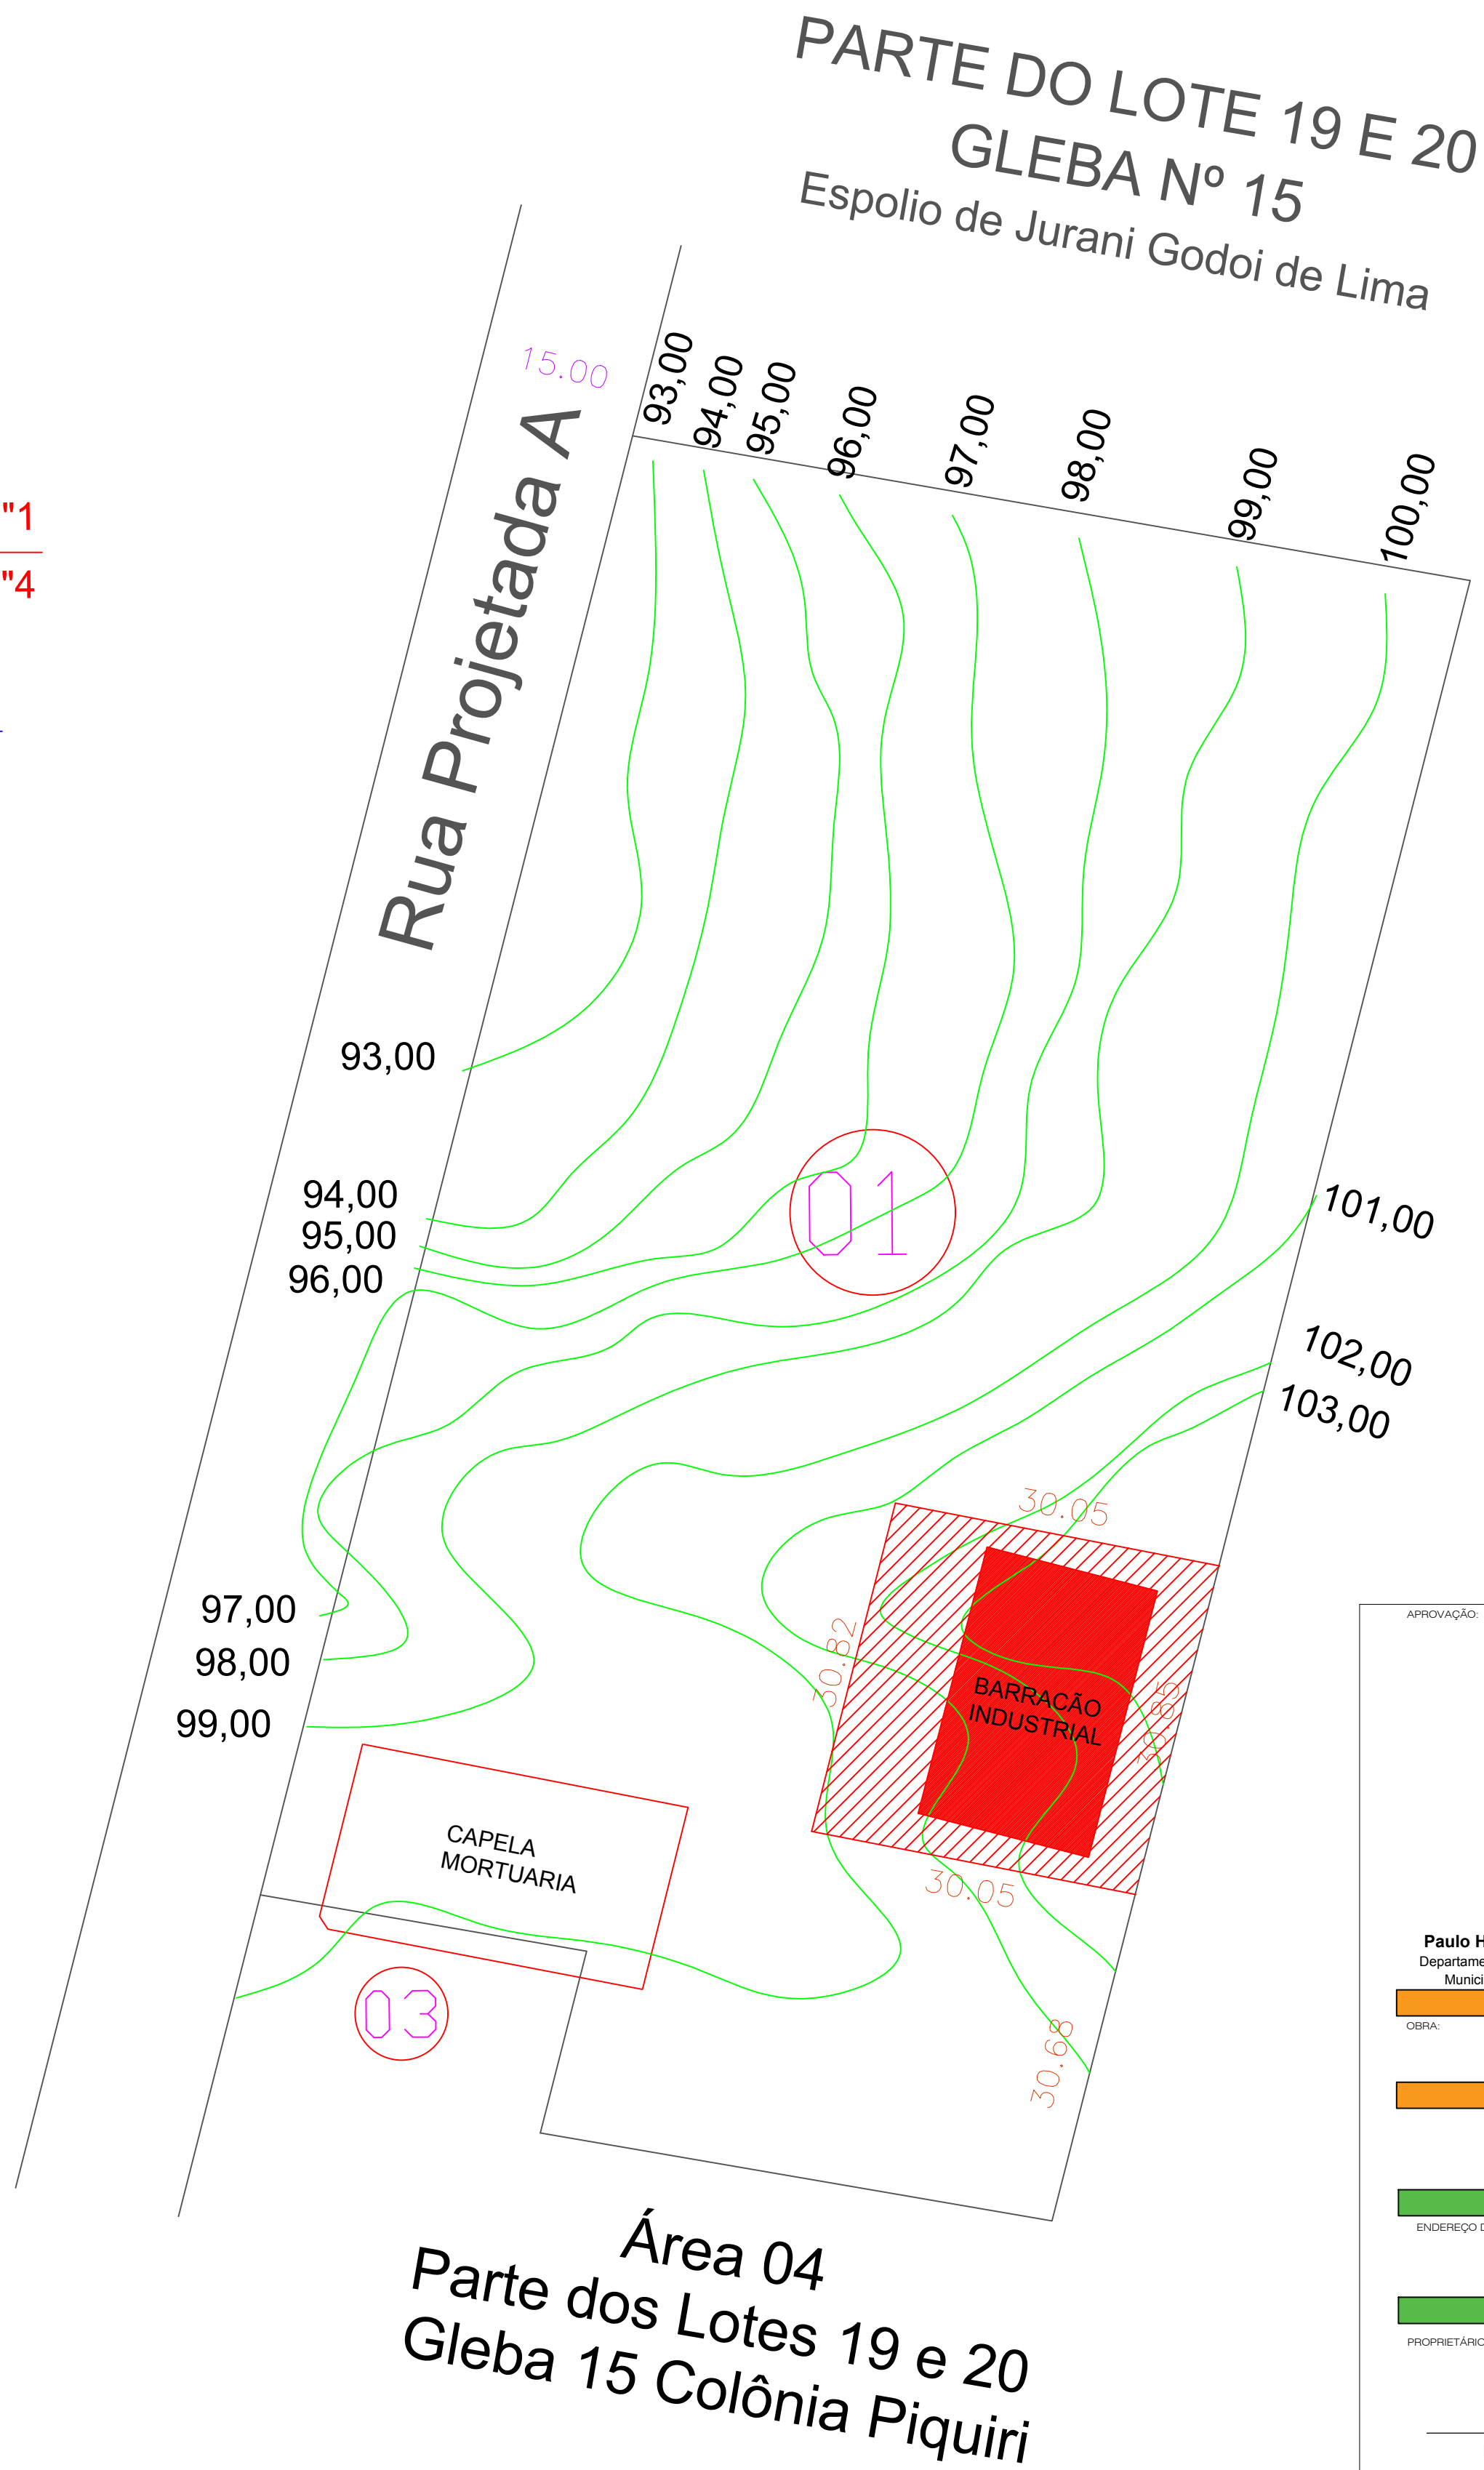 PARTE DO LOTE 19 E 20
GLEBA Nº 15
Espolio de Jurani Godoi de Lima
15.00
Rua Projetada A
93,00
94,00
95,00
96,00
97,00
98,00
99,00
100,00
"1
"4
93,00
94,00
95,00
96,00
01
101,00
102,00
103,00
30.05
97,00
98,00
99,00
30.82
BARRACÃO
INDUSTRIAL
30.05
CAPELA
MORTUARIA
03
30.68
APROVAÇÃO:
Paulo H
Departame
Munici
OBRA:
ENDEREÇO D
PROPRIETÁRIO
Área 04
Parte dos Lotes 19 e 20
Gleba 15 Colônia Piquiri